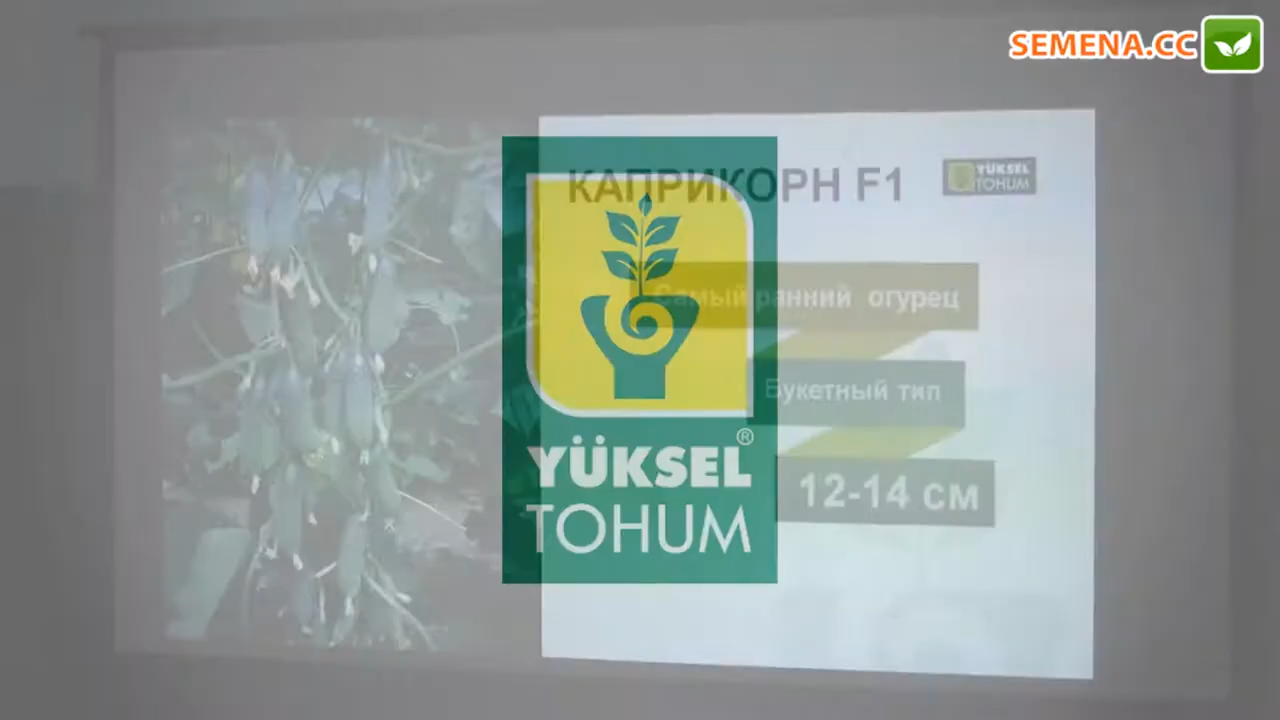 SEMENA.CC
КАПРИКОРН F1
YÜKSEL
TOHUM
Самый ранний огурец
Букетный тип
12-14 см
YÜKSEL®
TOHUM